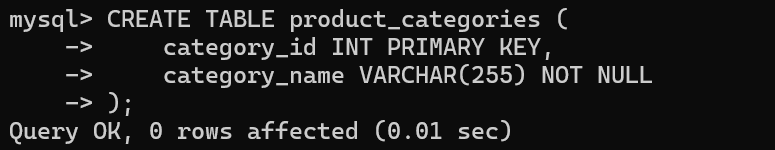 mysql> CREATE TABLE product_categories (
    ->     category_id INT PRIMARY KEY,
    ->     category_name VARCHAR(255) NOT NULL
    -> );
Query OK, 0 rows affected (0.01 sec)